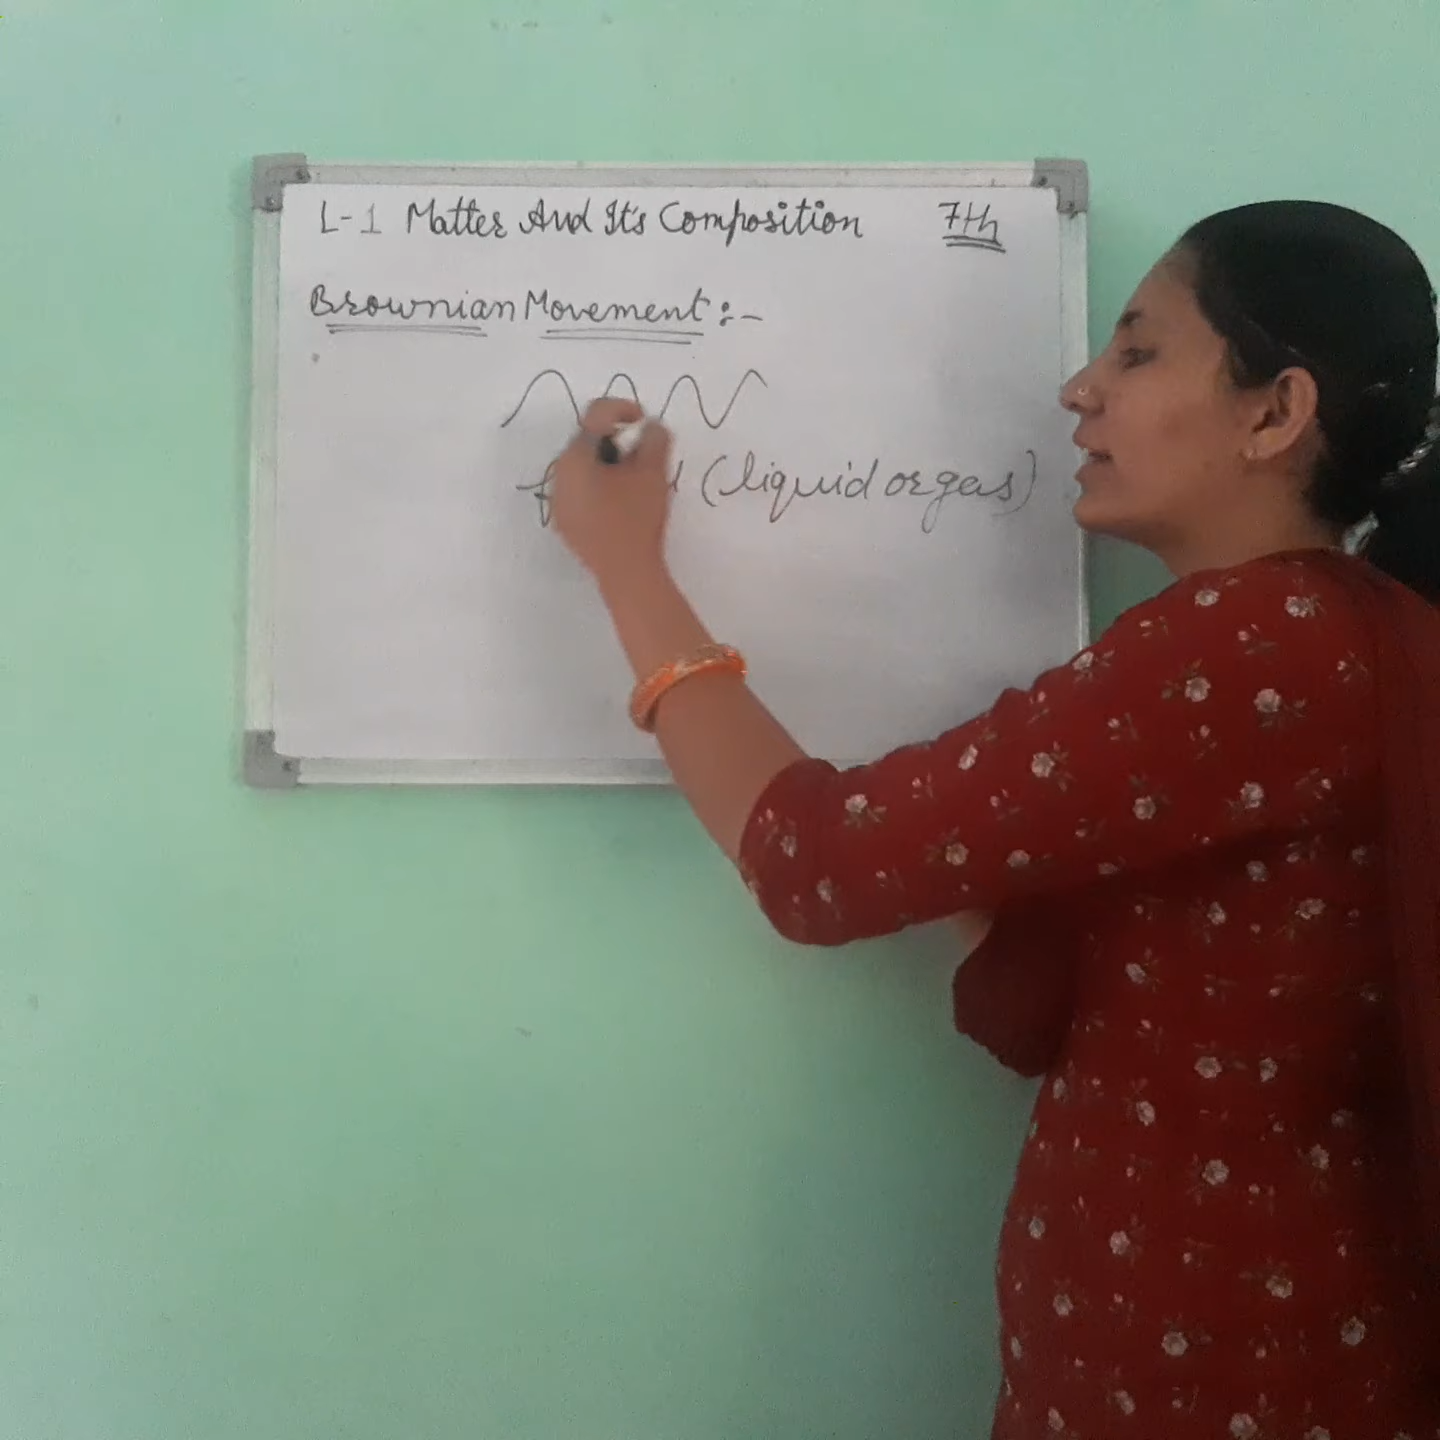 L-1 Matter And It's Composition 7th
Brownian Movement :-
(liquid or gas)